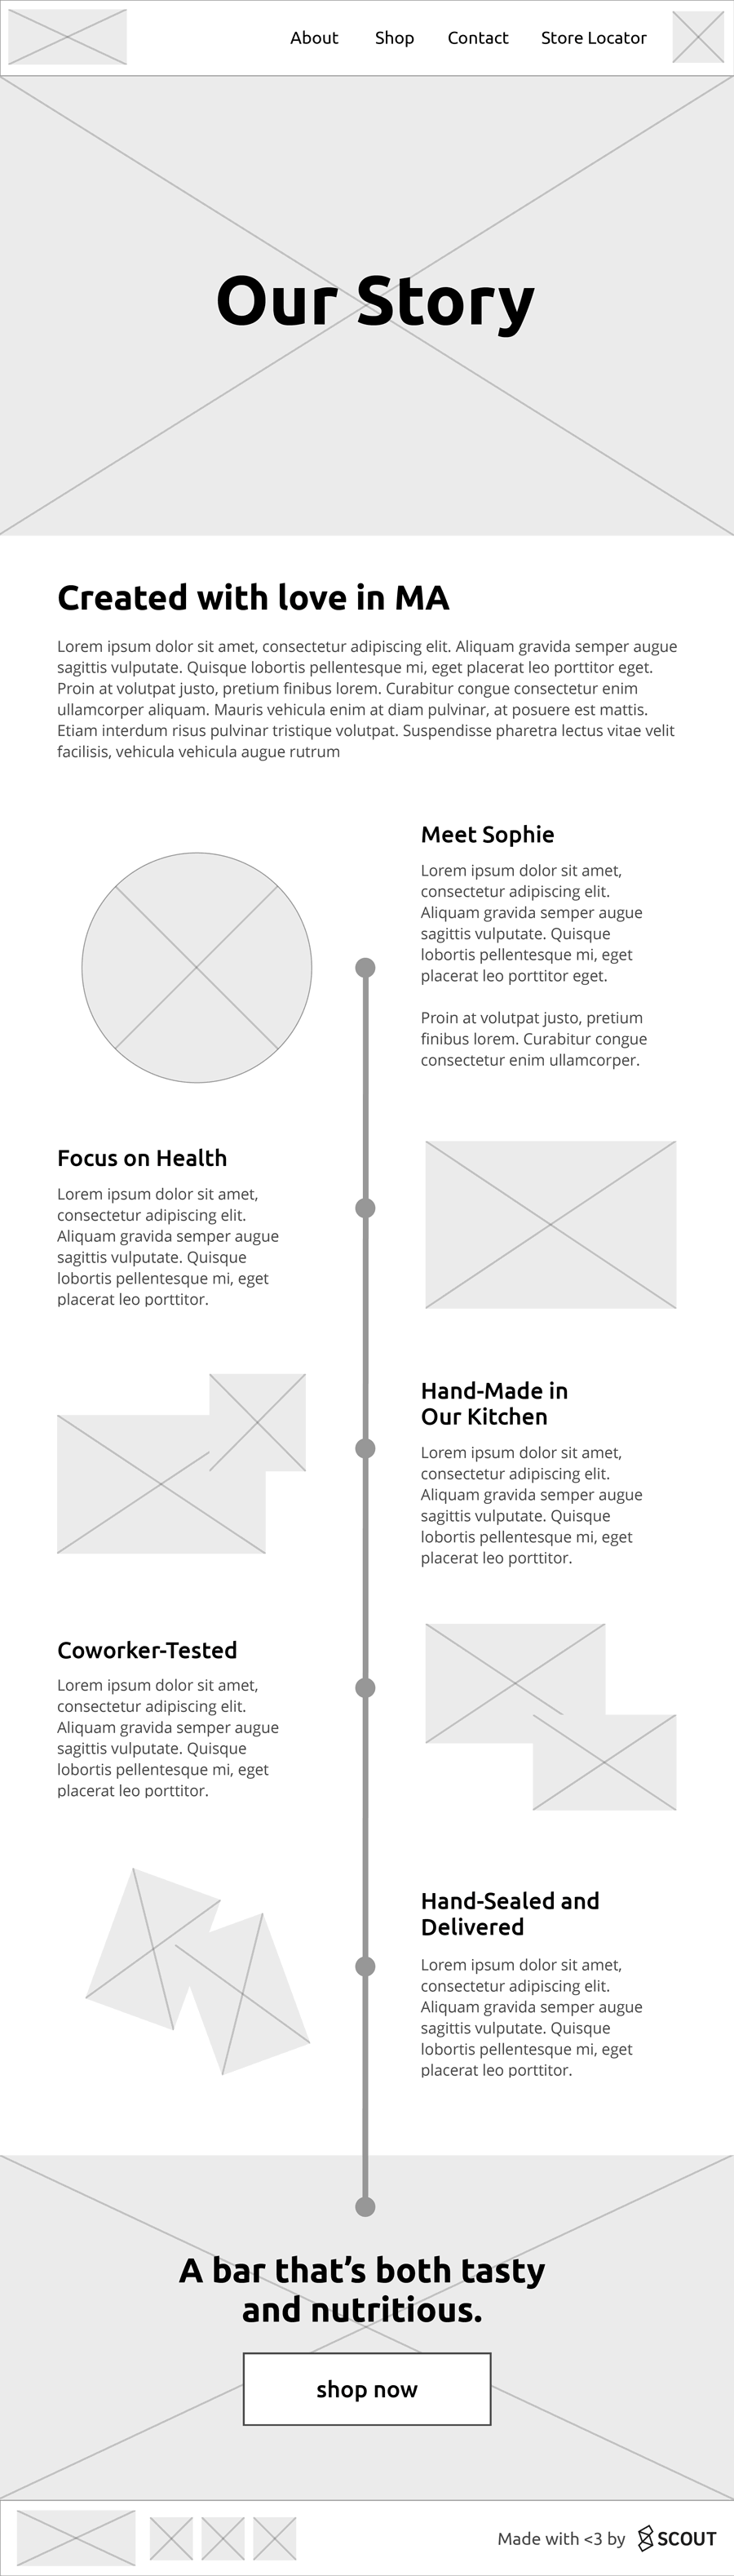 About Shop Contact Store Locator
Our Story
Created with love in MA
Lorem ipsum dolor sit amet, consectetur adipiscing elit. Aliquam gravida semper augue
sagittis vulputate. Quisque lobortis pellentesque mi, eget placerat leo porttitor eget.
Proin at volutpat justo, pretium finibus lorem. Curabitur congue consectetur enim
ullamcorper aliquam. Mauris vehicula enim at diam pulvinar, at posuere est mattis.
Etiam interdum risus pulvinar tristique volutpat. Suspendisse pharetra lectus vitae velit
facilisis, vehicula vehicula augue rutrum
Meet Sophie
Lorem ipsum dolor sit amet,
consectetur adipiscing elit.
Aliquam gravida semper augue
sagittis vulputate. Quisque
lobortis pellentesque mi, eget
placerat leo porttitor eget.
Proin at volutpat justo, pretium
finibus lorem. Curabitur congue
consectetur enim ullamcorper.
Focus on Health
Lorem ipsum dolor sit amet,
consectetur adipiscing elit.
Aliquam gravida semper augue
sagittis vulputate. Quisque
lobortis pellentesque mi, eget
placerat leo porttitor.
Hand-Made in
Our Kitchen
Lorem ipsum dolor sit amet,
consectetur adipiscing elit.
Aliquam gravida semper augue
sagittis vulputate. Quisque
lobortis pellentesque mi, eget
placerat leo porttitor.
Coworker-Tested
Lorem ipsum dolor sit amet,
consectetur adipiscing elit.
Aliquam gravida semper augue
sagittis vulputate. Quisque
lobortis pellentesque mi, eget
placerat leo porttitor.
Hand-Sealed and
Delivered
Lorem ipsum dolor sit amet,
consectetur adipiscing elit.
Aliquam gravida semper augue
sagittis vulputate. Quisque
lobortis pellentesque mi, eget
placerat leo porttitor.
A bar that’s both tasty
and nutritious.
shop now
Made with <3 by SCOUT